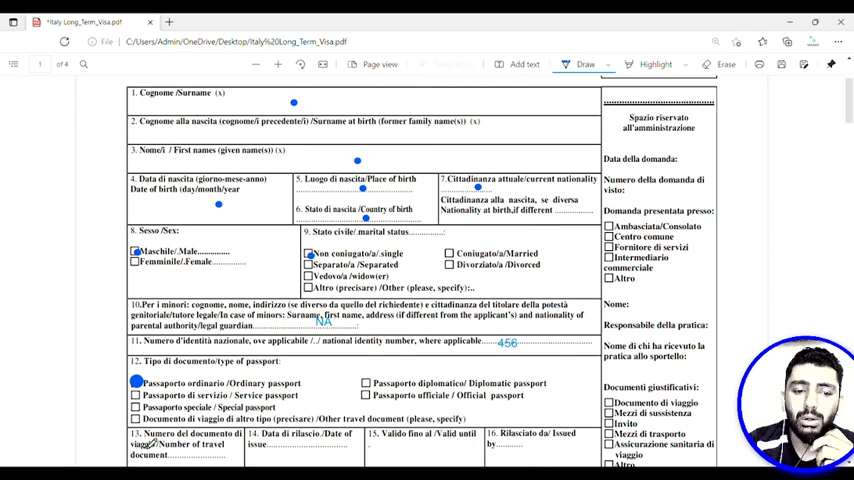 *Italy Long_Term_Visa.pdf
File
C:/Users/Admin/OneDrive/Desktop/Italy%20Long_Term_Visa.pdf
1 of 4
Page view
Read aloud
Add text
Draw
Highlight
Erase
1. Cognome /Surname (x)
2. Cognome alla nascita (cognome/i precedente/i) /Surname at birth (former family name(s)) (x)
3. Nome/i / First names (given name(s)) (x)
4. Data di nascita (giorno-mese-anno)
Date of birth (day/month/year
5. Luogo di nascita/Place of birth
6. Stato di nascita /Country of birth
7.Cittadinanza attuale/current nationality
Cittadinanza alla nascita, se diversa
Nationality at birth,if different ...............
8. Sesso /Sex:
Maschile/.Male..............
Femminile/.Female...............
9. Stato civile/.marital status...............:
Non coniugato/a/.single
Separato/a /Separated
Vedovo/a /widow(er)
Altro (precisare) /Other (please, specify):..
Coniugato/a/Married
Divorziato/a /Divorced
10.Per i minori: cognome, nome, indirizzo (se diverso da quello del richiedente) e cittadinanza del titolare della potestà
genitoriale/tutore legale/In case of minors: Surname, first name, address (if different from the applicant's) and nationality of
parental authority/legal guardian...............................:
NA
11. Numero d'identità nazionale, ove applicabile /../ national identity number, where applicable...............................
456
12. Tipo di documento/type of passport:
Passaporto ordinario /Ordinary passport
Passaporto di servizio / Service passport
Passaporto speciale / Special passport
Documento di viaggio di altro tipo (precisare) /Other travel document (please, specify)
Passaporto diplomatico/ Diplomatic passport
Passaporto ufficiale / Official passport
13. Numero del documento di
viaggio/Number of travel
document.....................
14. Data di rilascio./Date of
issue..............................
15. Valido fino al /Valid until
.
16. Rilasciato da/ Issued
by..........
Spazio riservato
all'amministrazione
Data della domanda:
Numero della domanda di
visto:
Domanda presentata presso:
Ambasciata/Consolato
Centro comune
Fornitore di servizi
Intermediario
commerciale
Altro
Nome:
Responsabile della pratica:
Nome di chi ha ricevuto la
pratica allo sportello:
Documenti giustificativi:
Documento di viaggio
Mezzi di sussistenza
Invito
Mezzi di trasporto
Assicurazione sanitaria di
viaggio
Altro